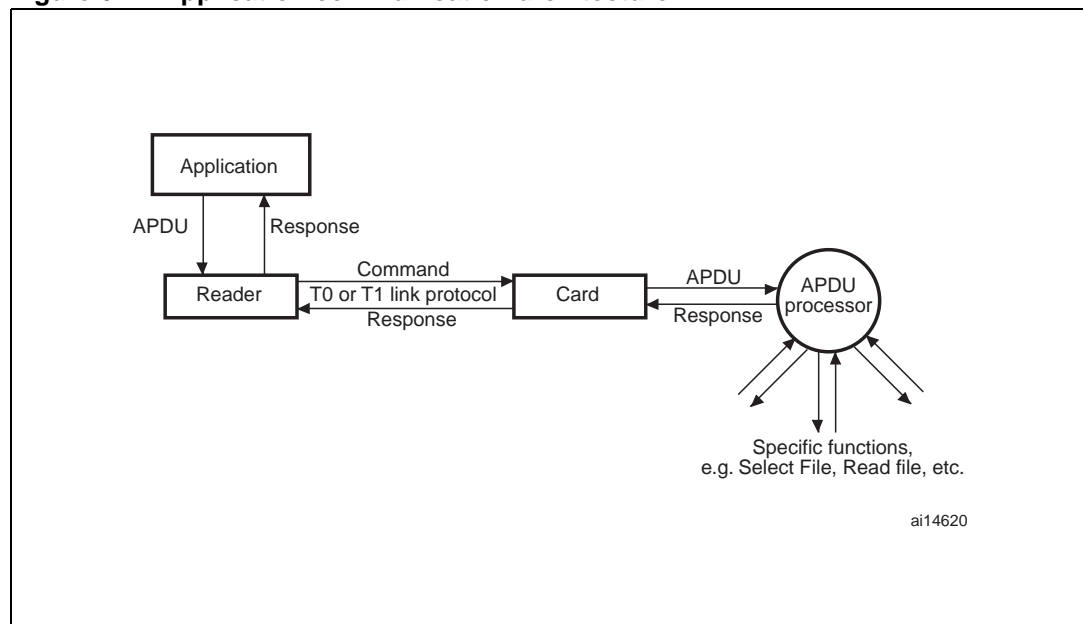 Application
APDU
Response
Reader
Command
T0 or T1 link protocol
Response
Card
APDU
Response
APDU
processor
Specific functions,
e.g. Select File, Read file, etc.
ai14620